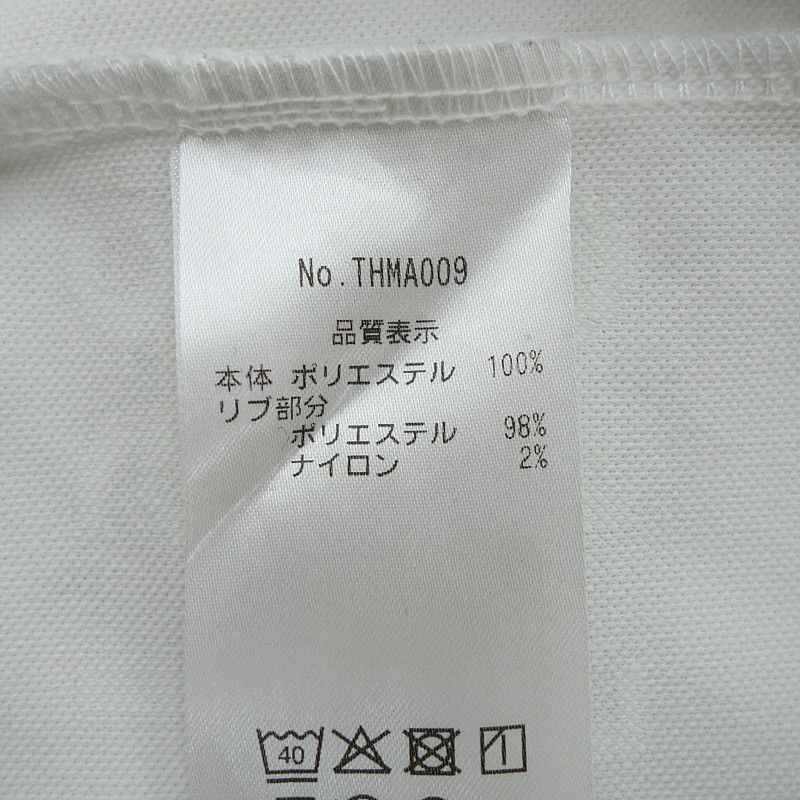 No.THMA009
品質表示
本体 ポリエステル 100%
リブ部分
ポリエステル 98%
ナイロン 2%
40